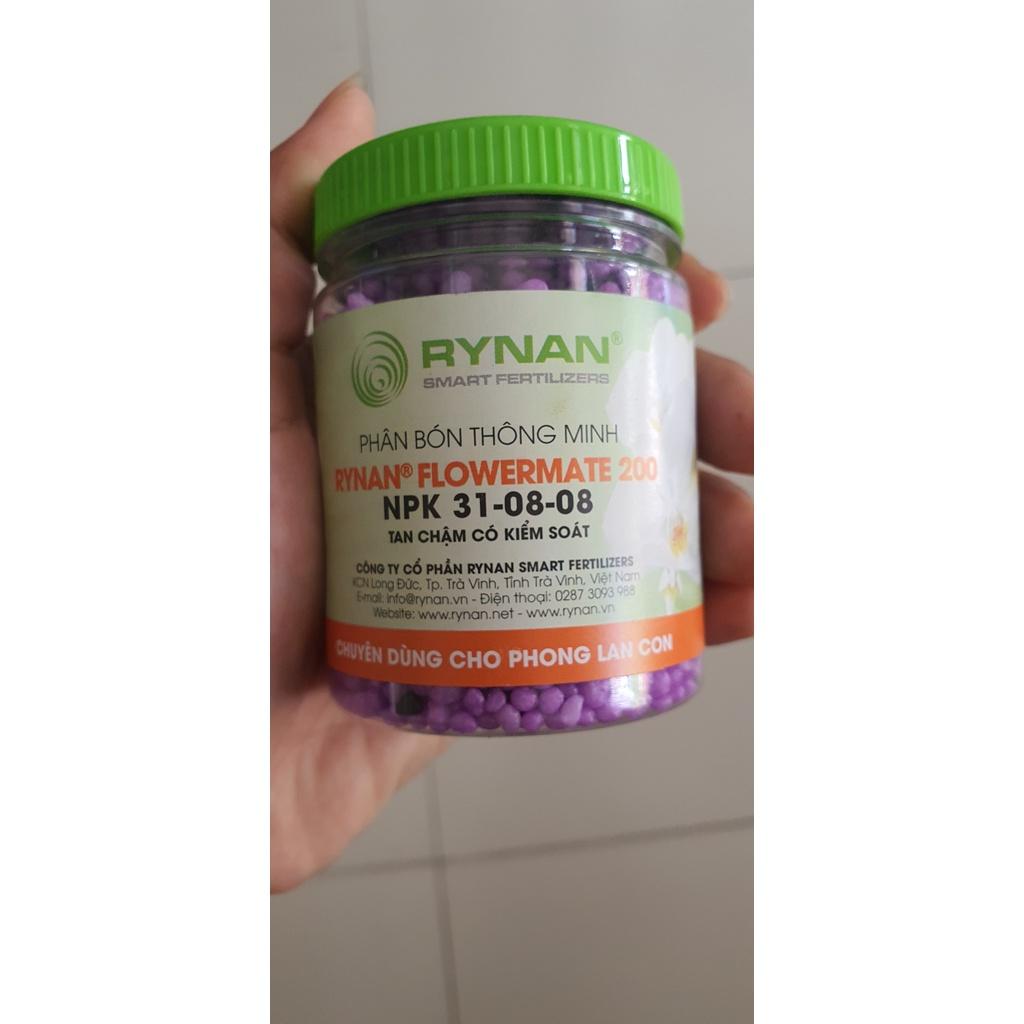 RYNAN®
SMART FERTILIZERS
PHÂN BÓN THÔNG MINH
RYNAN® FLOWERMATE 200
NPK 31-08-08
TAN CHẬM CÓ KIỂM SOÁT
CÔNG TY CỔ PHẦN RYNAN SMART FERTILIZERS
KCN Long Đức, Tp. Trà Vinh, Tỉnh Trà Vinh, Việt Nam
E-mail: info@rynan.vn - Điện thoại: 0287 3093 988
Website: www.rynan.net - www.rynan.vn
CHUYÊN DÙNG CHO PHONG LAN CON